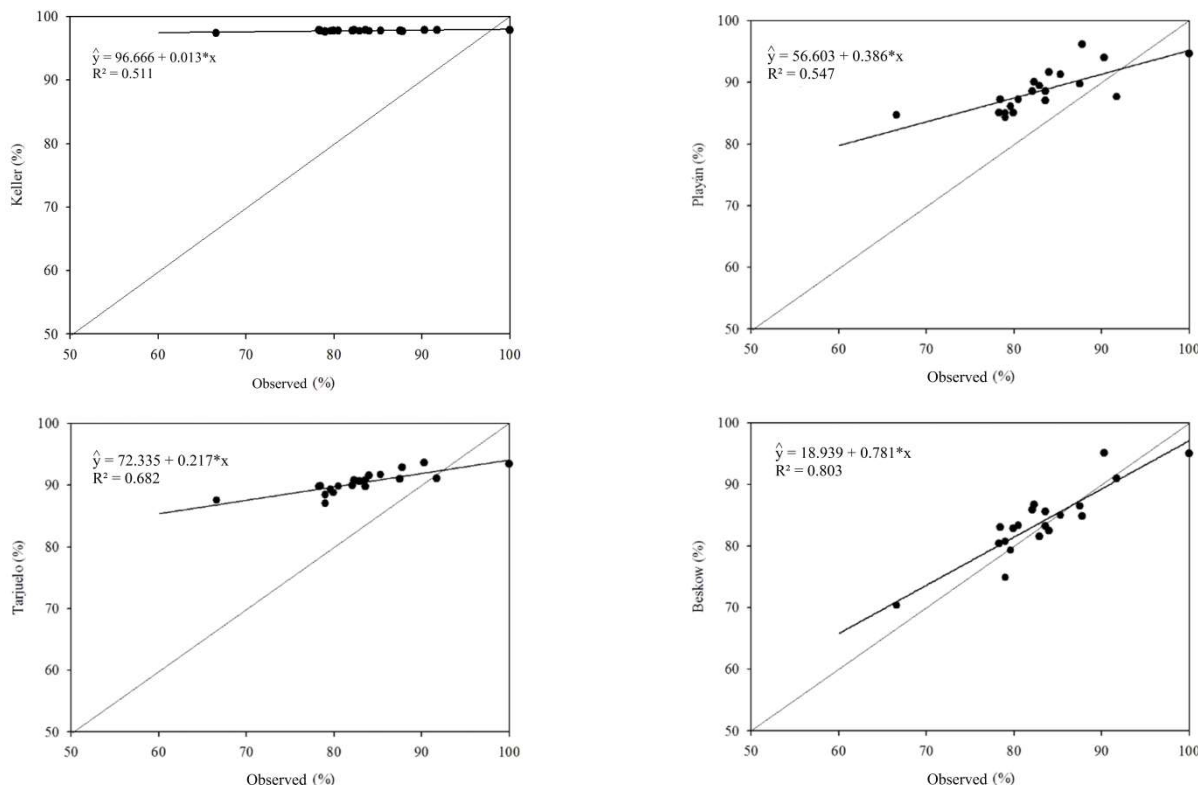 100
90
80
70
60
50
Keller (%)
ŷ = 96.666 + 0.013*x
R² = 0.511
50 60 70 80 90 100
Observed (%)
100
90
80
70
60
50
Playán (%)
ŷ = 56.603 + 0.386*x
R² = 0.547
50 60 70 80 90 100
Observed (%)
100
90
80
70
60
50
Tarjuelo (%)
ŷ = 72.335 + 0.217*x
R² = 0.682
50 60 70 80 90 100
Observed (%)
100
90
80
70
60
50
Beskow (%)
ŷ = 18.939 + 0.781*x
R² = 0.803
50 60 70 80 90 100
Observed (%)